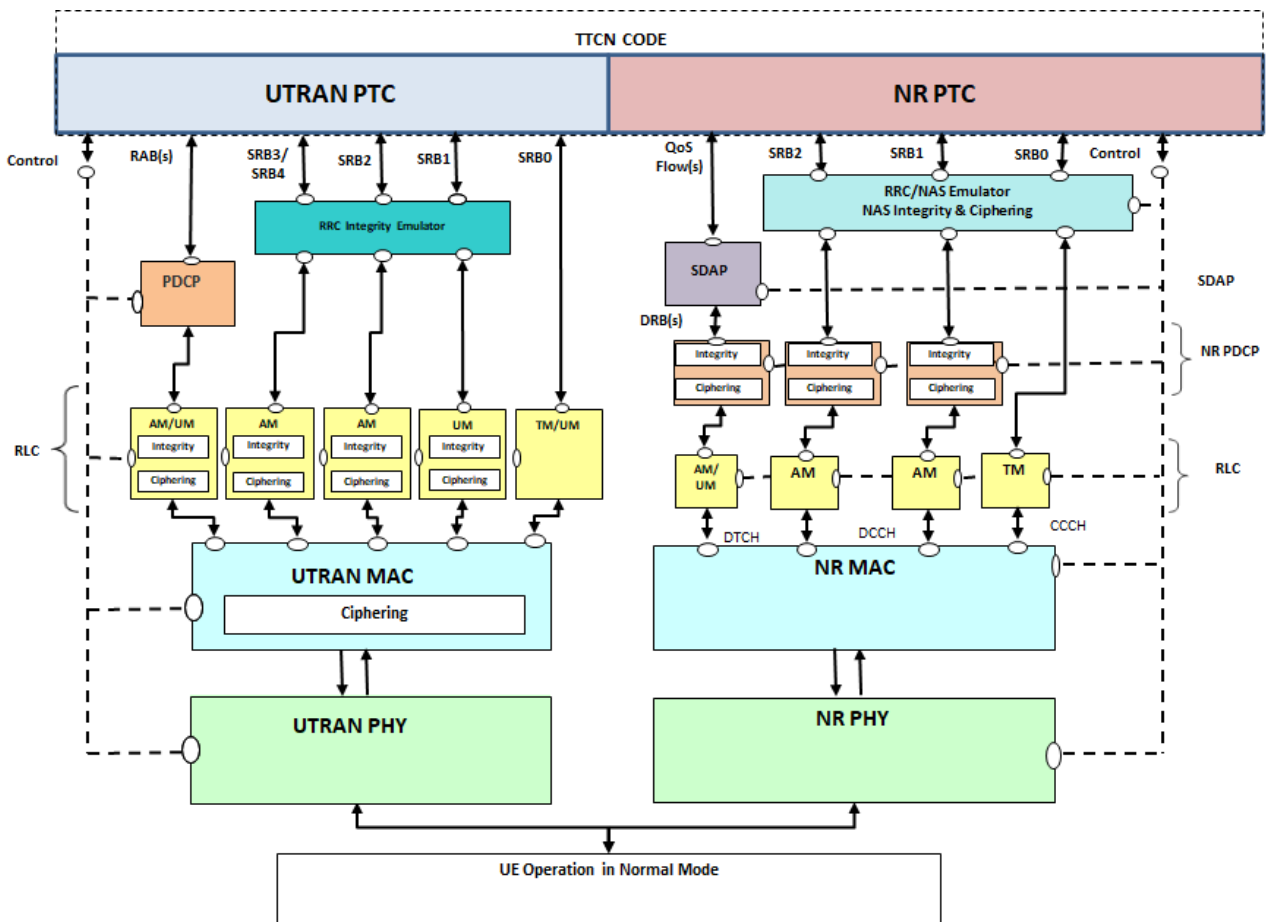 TTCN CODE
UTRAN PTC
NR PTC
Control
RAB(s)
SRB3/
SRB4
SRB2
SRB1
SRB0
QoS
Flow(s)
SRB2
SRB1
SRB0
Control
RRC Integrity Emulator
RRC/NAS Emulator
NAS Integrity & Ciphering
PDCP
SDAP
SDAP
DRB(s)
Integrity
Ciphering
Integrity
Ciphering
Integrity
Ciphering
NR PDCP
RLC
AM/UM
Integrity
Ciphering
AM
Integrity
Ciphering
AM
Integrity
Ciphering
UM
Integrity
Ciphering
TM/UM
AM/
UM
AM
AM
TM
RLC
DTCH
DCCH
CCCH
UTRAN MAC
Ciphering
NR MAC
UTRAN PHY
NR PHY
UE Operation in Normal Mode